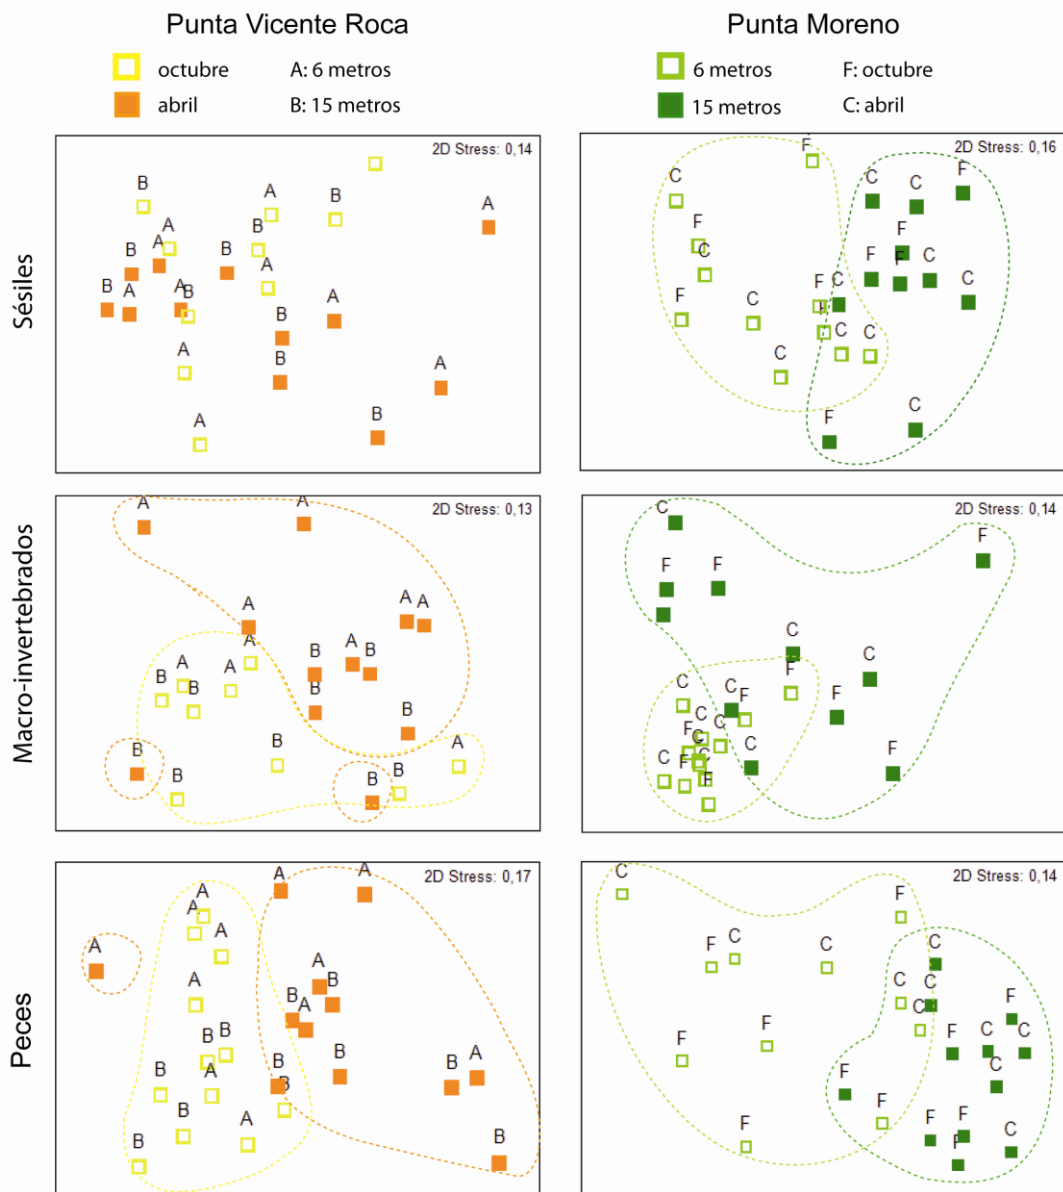 Punta Vicente Roca
octubre A: 6 metros
abril B: 15 metros
Punta Moreno
6 metros F: octubre
15 metros C: abril
Sésiles
2D Stress: 0,14
B A B A
A B
B A B A
B A A B B A
A B A
A B
2D Stress: 0,16
F
C C C F
F F
C F F C
F C F C C
C C
C
F C
Macro-invertebrados
2D Stress: 0,13
A A
A A A
B A A A B A B
B B
B
B B A
B B B
2D Stress: 0,14
C
F F F
C F C
C C F
C F
F C
C C
C F C F
F
Peces
2D Stress: 0,17
A A
A
A A
A
A A B
B A
B B
B A B B B A
B
B A
B B
2D Stress: 0,14
C
F
F C C C
C C F
C
F F F C C
F C
F F F F C
F